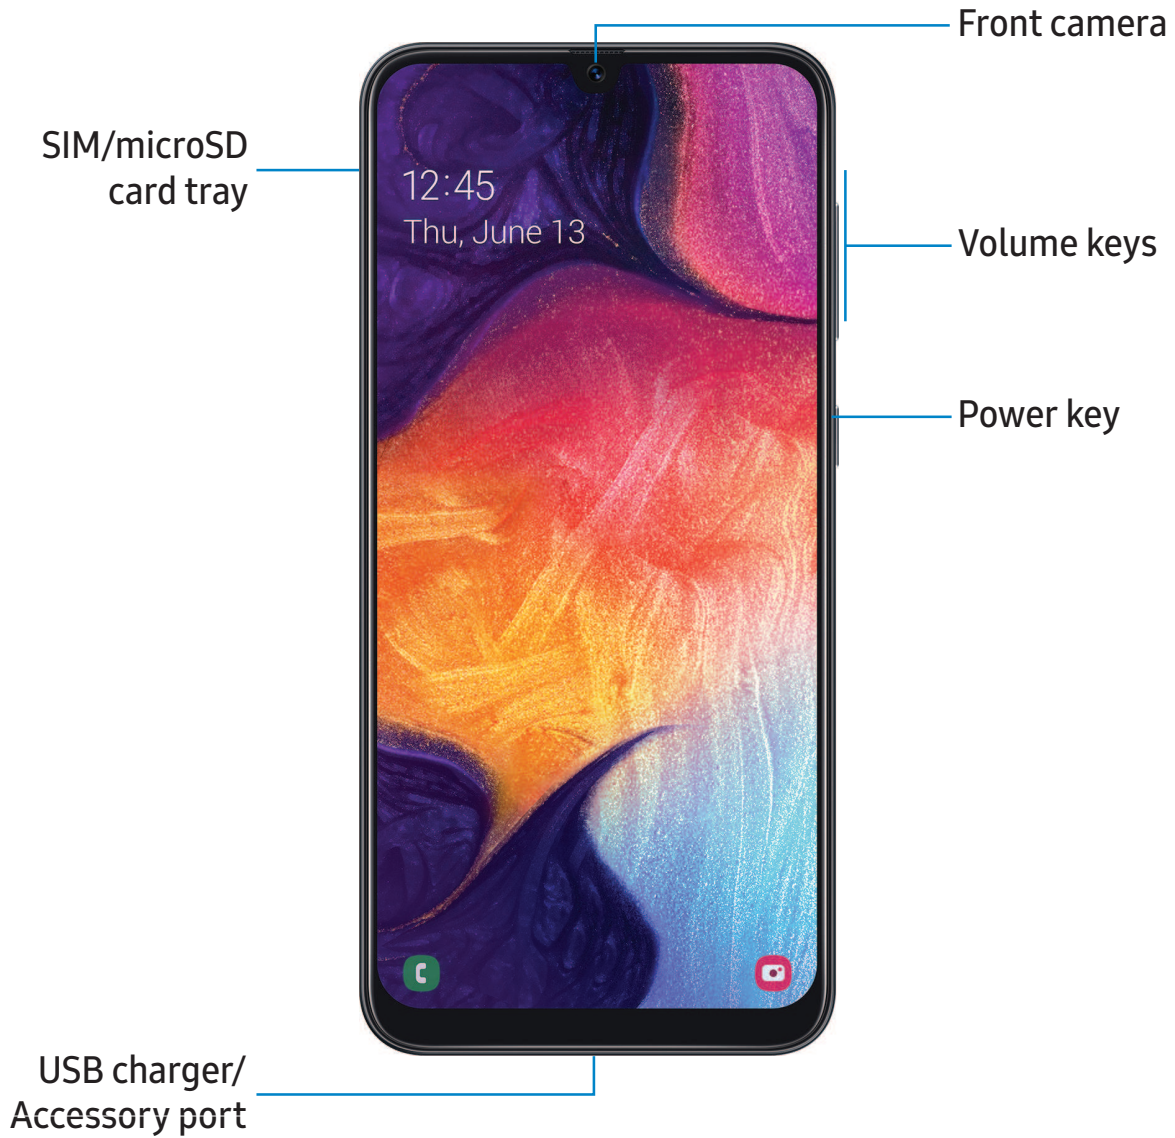 Front camera
SIM/microSD
card tray
12:45
Thu, June 13
Volume keys
Power key
USB charger/
Accessory port